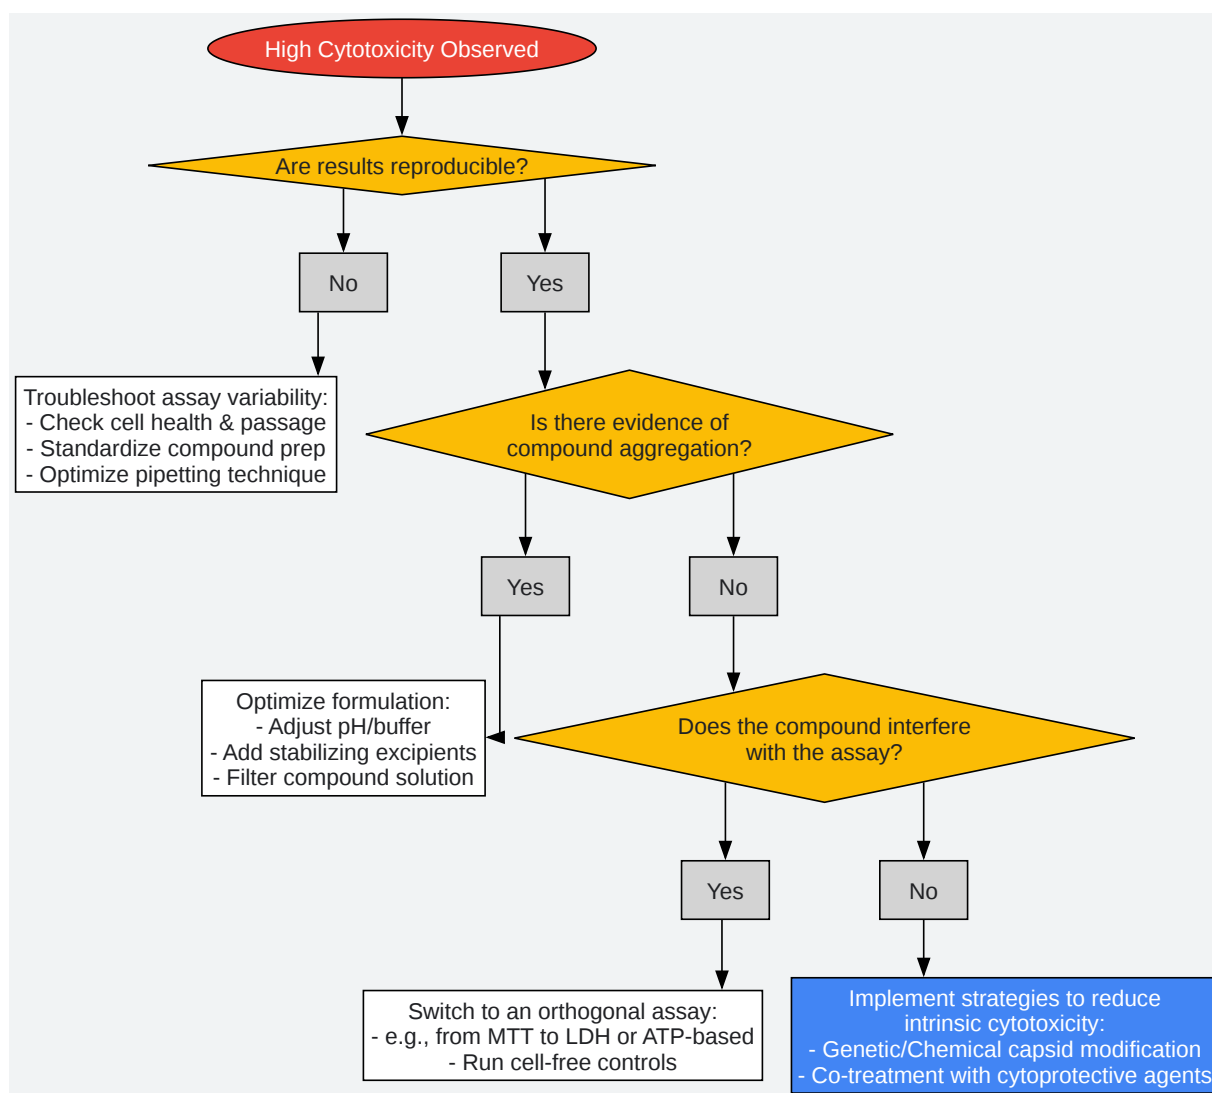 High Cytotoxicity Observed
Are results reproducible?
No
Yes
Troubleshoot assay variability:
- Check cell health & passage
- Standardize compound prep
- Optimize pipetting technique
Is there evidence of
compound aggregation?
Yes
No
Optimize formulation:
- Adjust pH/buffer
- Add stabilizing excipients
- Filter compound solution
Does the compound interfere
with the assay?
Yes
No
Switch to an orthogonal assay:
- e.g., from MTT to LDH or ATP-based
- Run cell-free controls
Implement strategies to reduce
intrinsic cytotoxicity:
- Genetic/Chemical capsid modification
- Co-treatment with cytoprotective agents